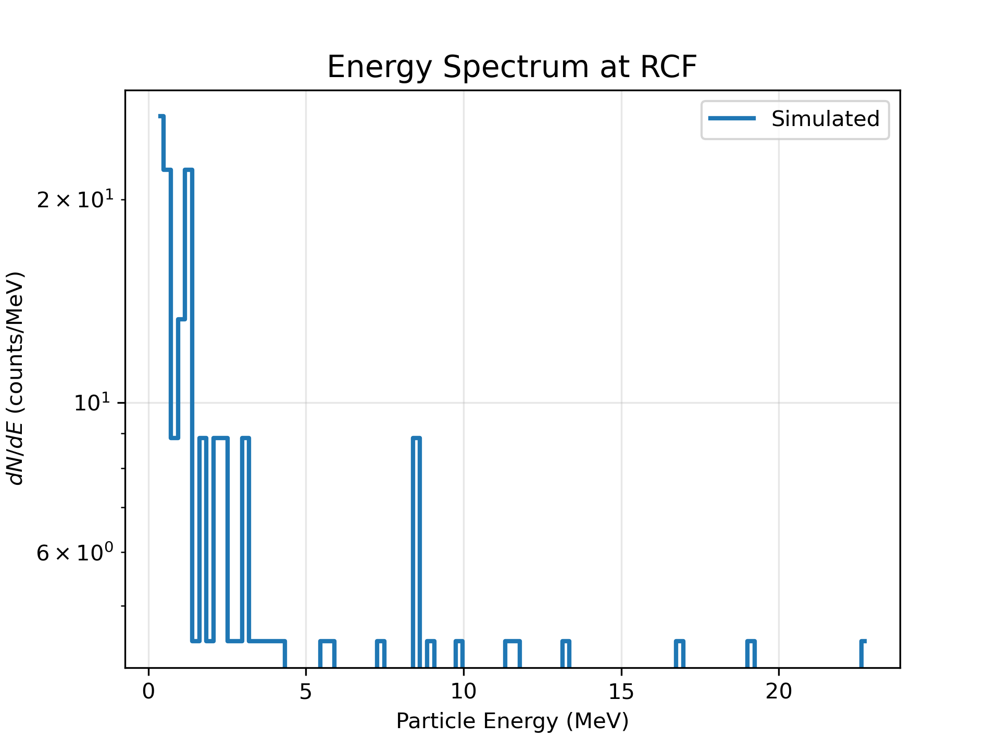 Energy Spectrum at RCF
Simulated
2 × 10¹
10¹
6 × 10⁰
dN/dE (counts/MeV)
0 5 10 15 20
Particle Energy (MeV)